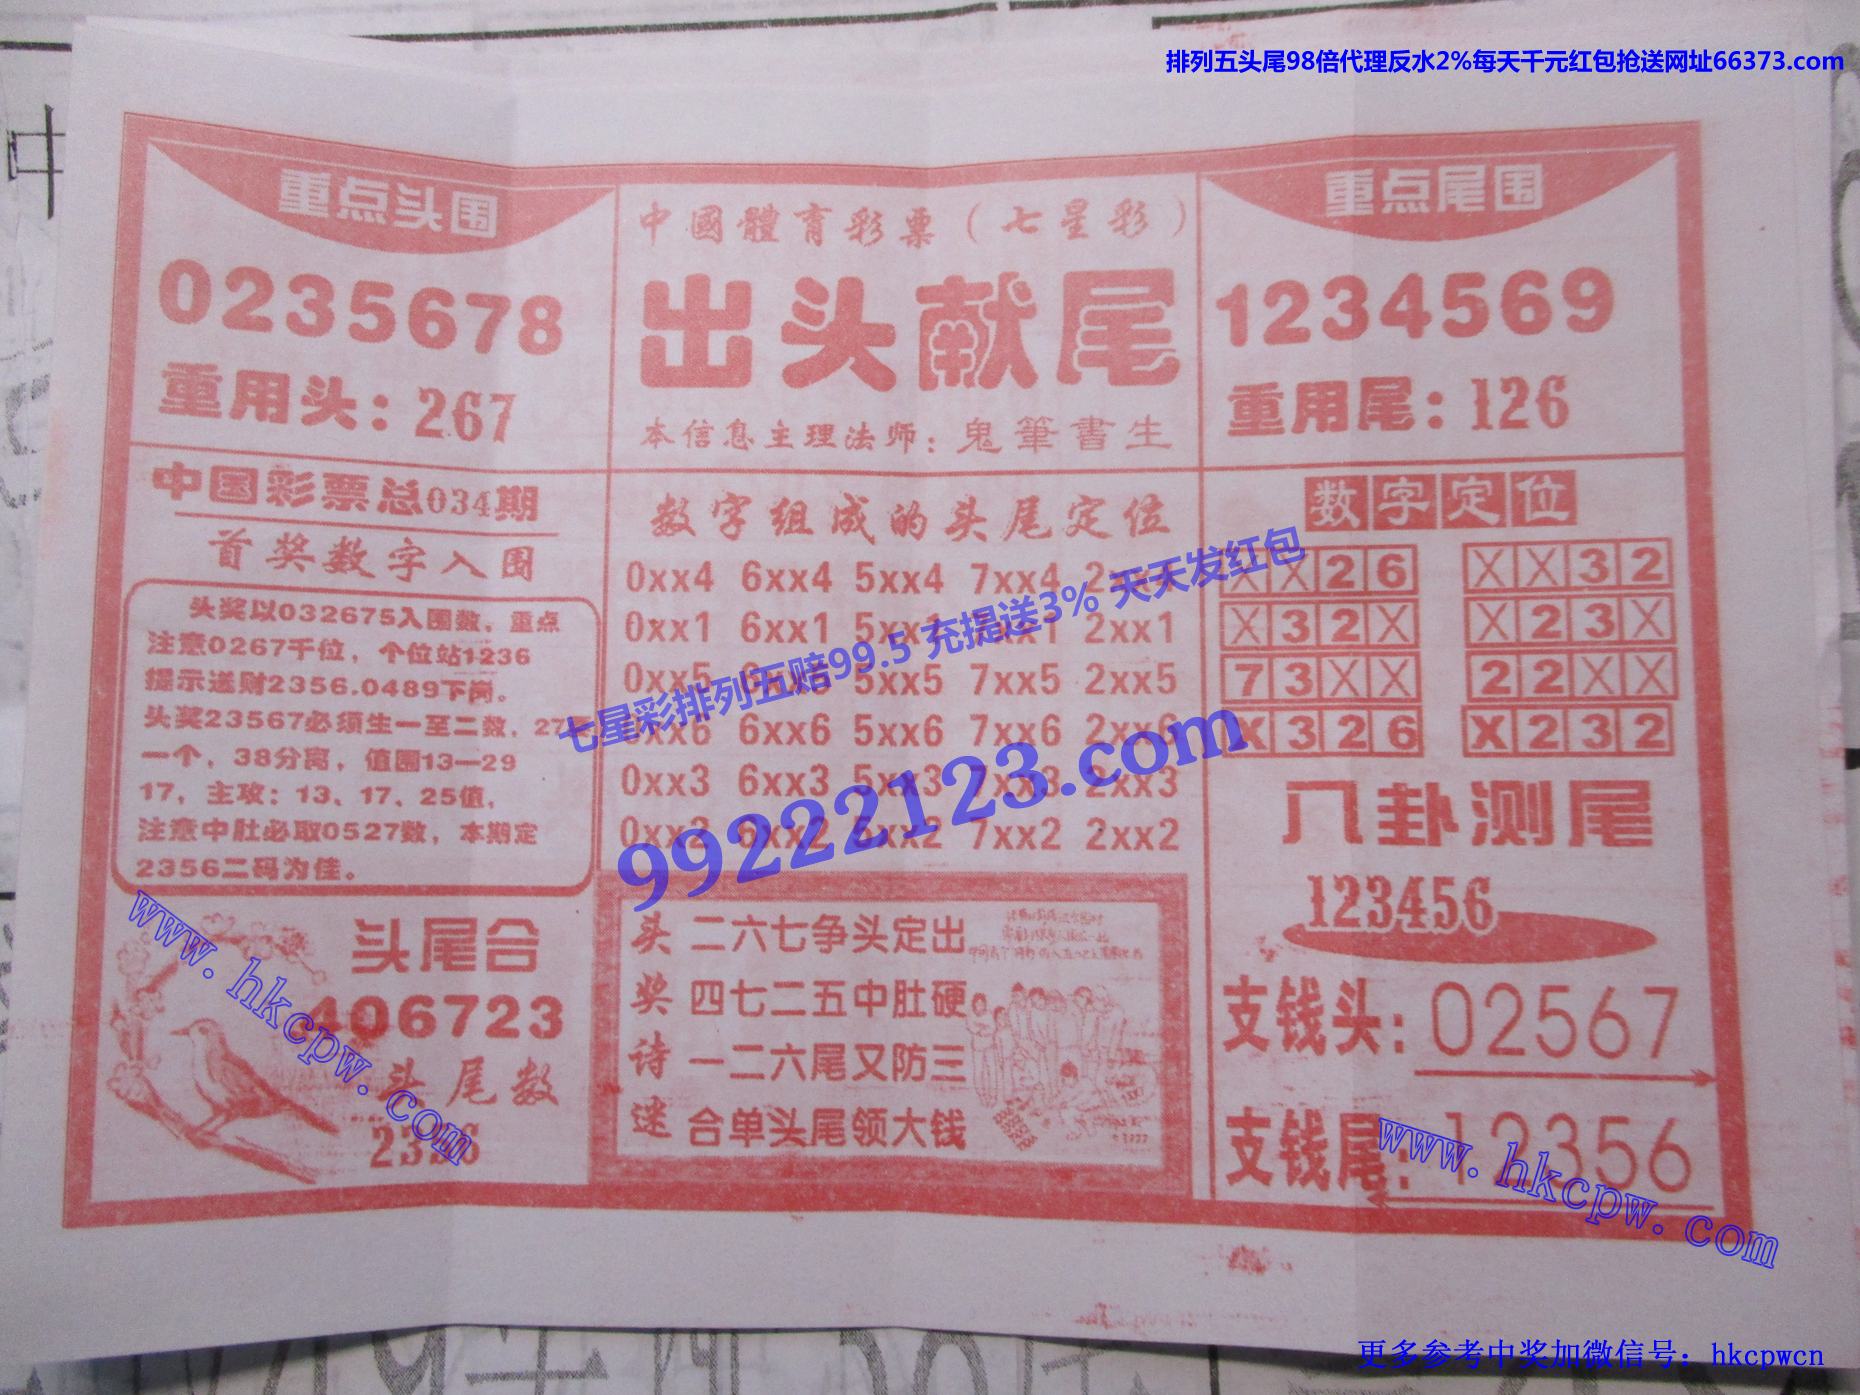 排列五头尾98倍代理反水2%每天千元红包抢送网址66373.com
重点头围
0235678
重用头：267
中國體育彩票（七星彩）
出头献尾
本信息主理法师：鬼筆書生
重点尾围
1234569
重用尾：126
中国彩票总034期
首奖数字入围
头奖以032675入围数，重点
注意0267千位，个位站1236
提示送财2356.0489下岗。
头奖23567必须生一至二数，27
一个，38分离，值围13—29
17，主攻：13、17、25值，
注意中肚必取0527数，本期定
2356二码为佳。
头尾合
406723
头尾数
2356
数字组成的头尾定位
0xx4 6xx4 5xx4 7xx4 2xx4
0xx1 6xx1 5xx1 7xx1 2xx1
0xx5 6xx5 5xx5 7xx5 2xx5
0xx6 6xx6 5xx6 7xx6 2xx6
0xx3 6xx3 5xx3 7xx3 2xx3
0xx2 6xx2 5xx2 7xx2 2xx2
头奖诗谜
二六七争头定出
四七二五中肚硬
一二六尾又防三
合单头尾领大钱
数字定位
XX26 XX32
X32X X23X
73XX 22XX
X326 X232
八卦测尾
123456
支钱头：02567
支钱尾：12356
七星彩排列五赔99.5 充提送3% 天天发红包
99222123.com
www.hkcpw.com
www.hkcpw.com
更多参考中奖加微信号：hkcpwcn